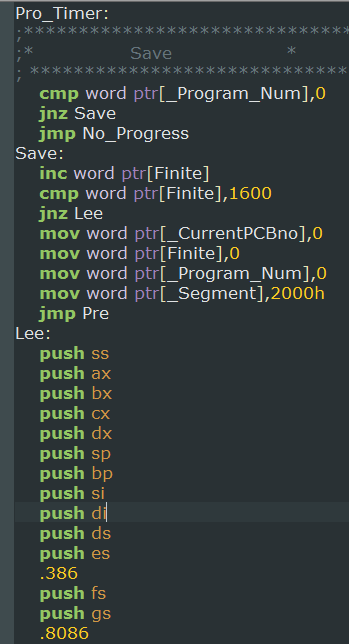 Pro_Timer:
;*******************************
;* Save *
; *******************************
cmp word ptr[_Program_Num],0
jnz Save
jmp No_Progress
Save:
inc word ptr[Finite]
cmp word ptr[Finite],1600
jnz Lee
mov word ptr[_CurrentPCBno],0
mov word ptr[Finite],0
mov word ptr[_Program_Num],0
mov word ptr[_Segment],2000h
jmp Pre
Lee:
push ss
push ax
push bx
push cx
push dx
push sp
push bp
push si
push di
push ds
push es
.386
push fs
push gs
.8086